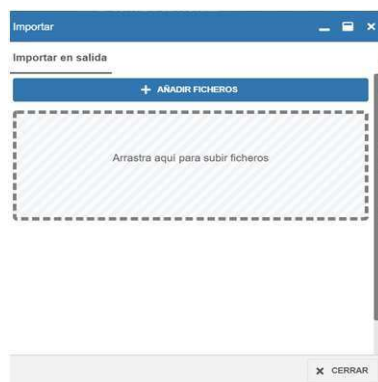 Importar
Importar en salida
AÑADIR FICHEROS
Arrastra aquí para subir ficheros
CERRAR